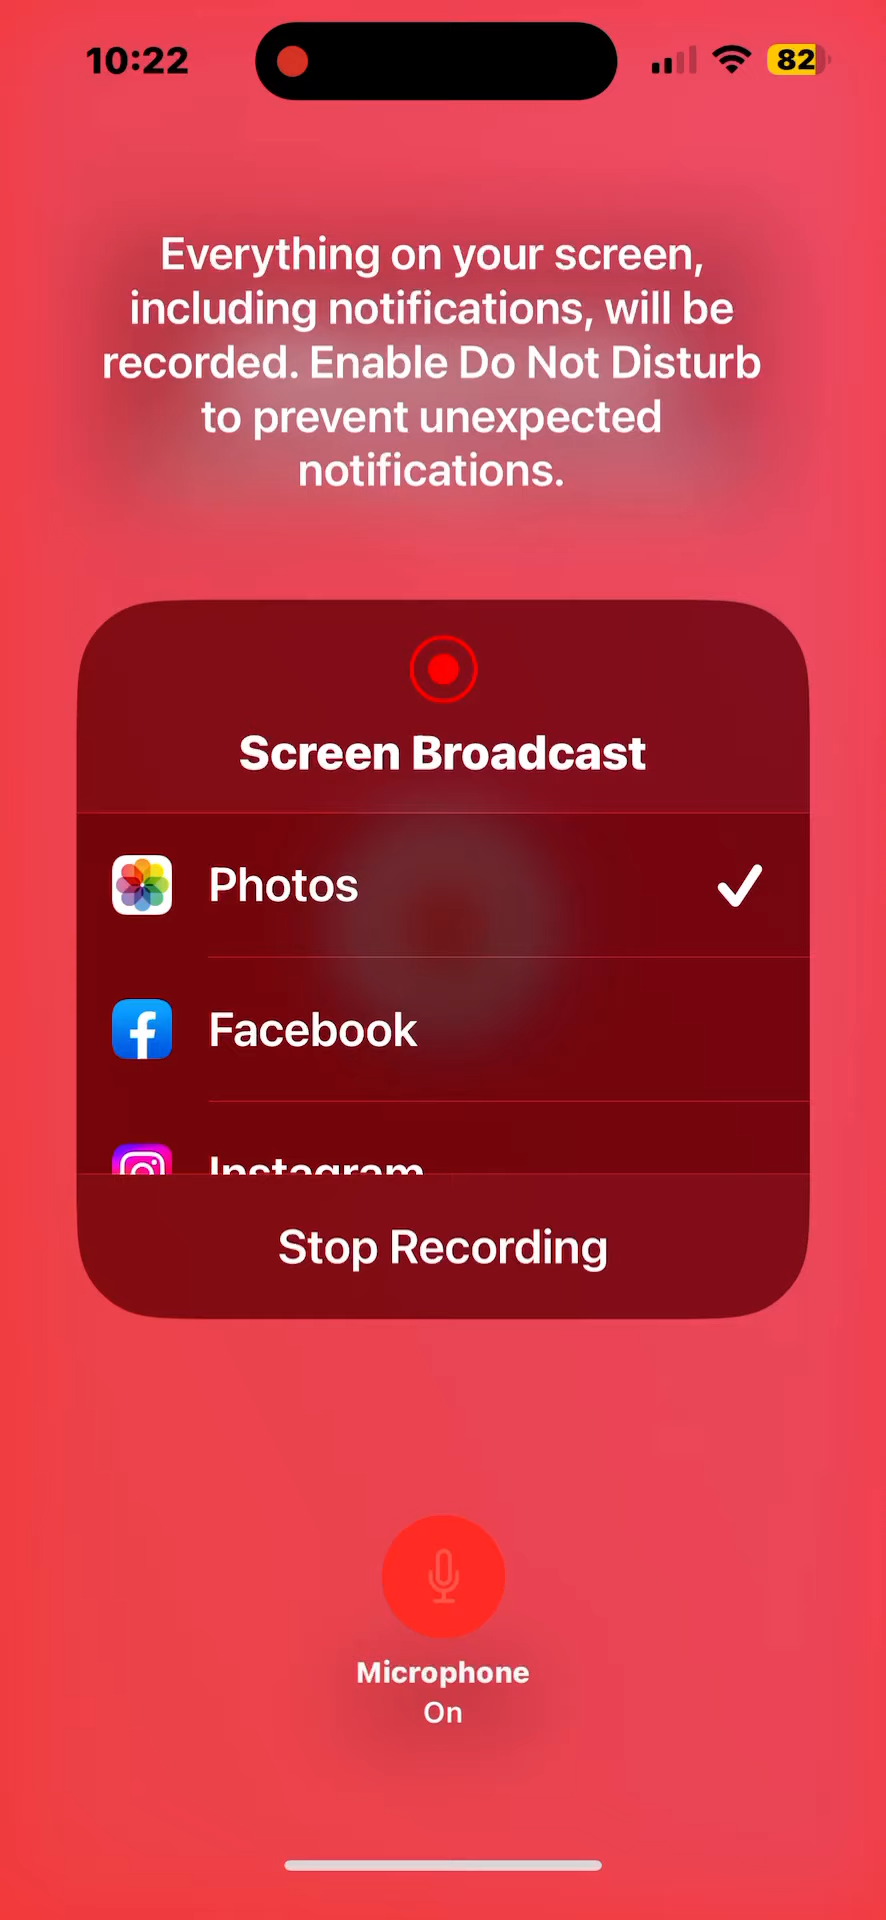 10:22
82
Everything on your screen,
including notifications, will be
recorded. Enable Do Not Disturb
to prevent unexpected
notifications.
Screen Broadcast
Photos
Facebook
Instagram
Stop Recording
Microphone
On